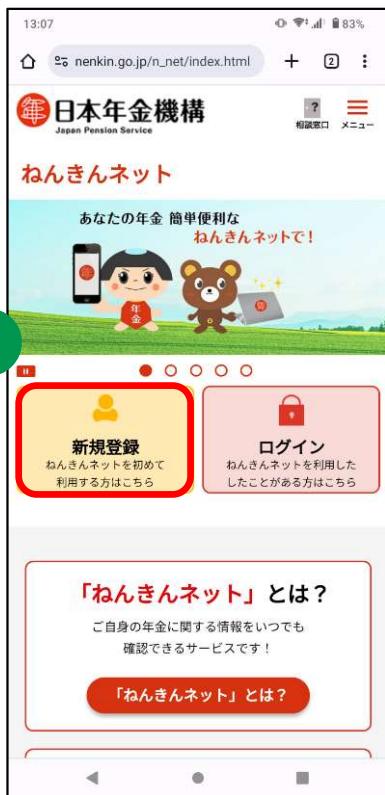 13:07
83%
nenkin.go.jp/n_net/index.html
2
年
日本年金機構
Japan Pension Service
?
相談窓口
メニュー
ねんきんネット
あなたの年金 簡単便利な
ねんきんネットで!
年
年金
年
新規登録
ねんきんネットを初めて
利用する方はこちら
ログイン
ねんきんネットを利用した
したことがある方はこちら
「ねんきんネット」とは?
ご自身の年金に関する情報をいつでも
確認できるサービスです!
「ねんきんネット」とは?